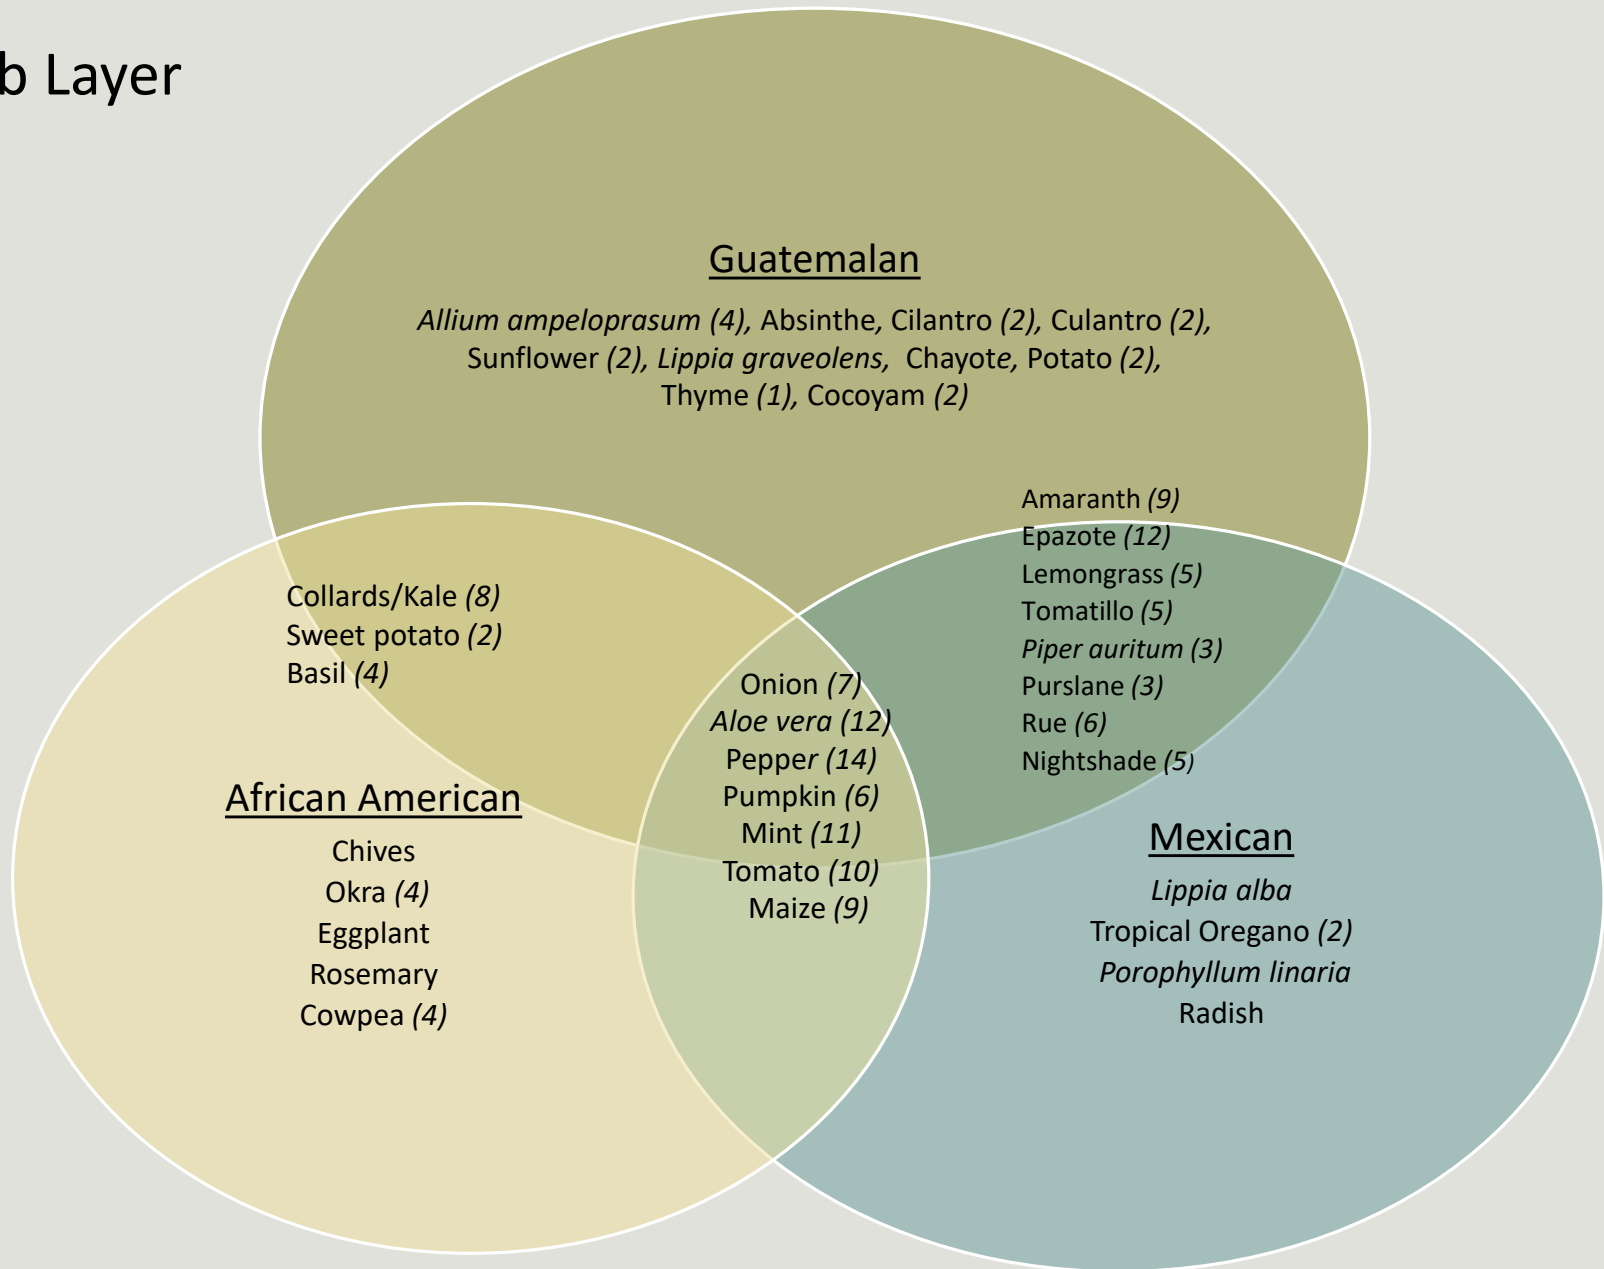 b Layer
Guatemalan
Allium ampeloprasum (4), Absinthe, Cilantro (2), Culantro (2),
Sunflower (2), Lippia graveolens, Chayote, Potato (2),
Thyme (1), Cocoyam (2)
Amaranth (9)
Epazote (12)
Lemongrass (5)
Tomatillo (5)
Piper auritum (3)
Purslane (3)
Rue (6)
Nightshade (5)
Collards/Kale (8)
Sweet potato (2)
Basil (4)
Onion (7)
Aloe vera (12)
Pepper (14)
Pumpkin (6)
Mint (11)
Tomato (10)
Maize (9)
African American
Chives
Okra (4)
Eggplant
Rosemary
Cowpea (4)
Mexican
Lippia alba
Tropical Oregano (2)
Porophyllum linaria
Radish